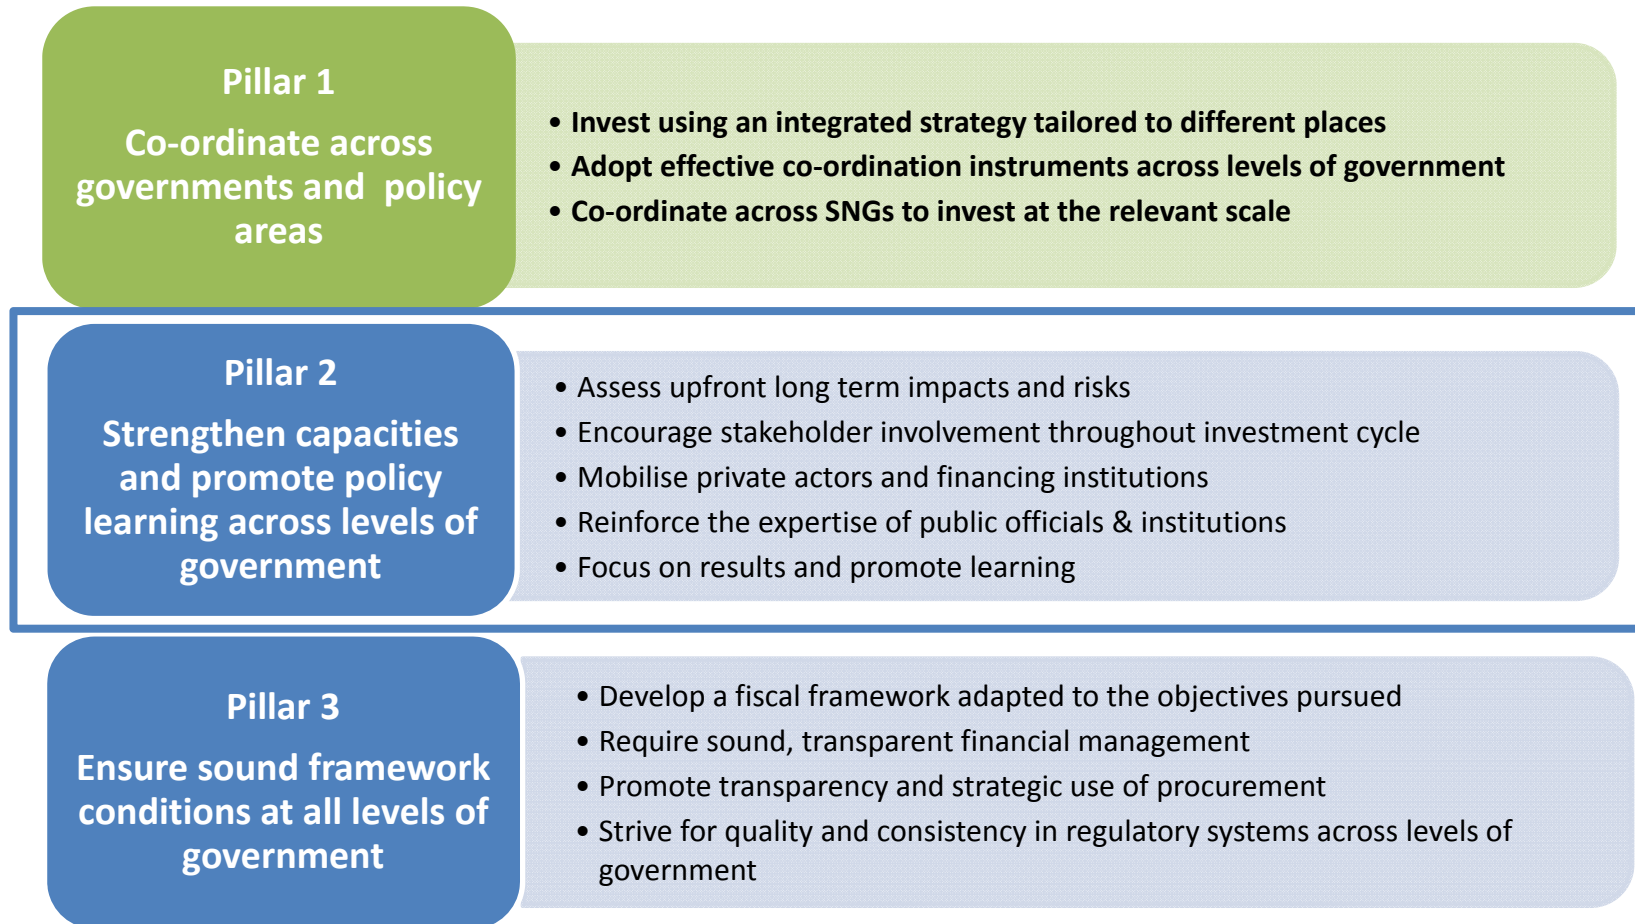 Pillar 1
Co-ordinate across
governments and  policy
areas
• Invest using an integrated strategy tailored to different places
• Adopt effective co-ordination instruments across levels of government
• Co-ordinate across SNGs to invest at the relevant scale
Pillar 2
Strengthen capacities
and promote policy
learning across levels of
government
• Assess upfront long term impacts and risks
• Encourage stakeholder involvement throughout investment cycle
• Mobilise private actors and financing institutions
• Reinforce the expertise of public officials & institutions
• Focus on results and promote learning
Pillar 3
Ensure sound framework
conditions at all levels of
government
• Develop a fiscal framework adapted to the objectives pursued
• Require sound, transparent financial management
• Promote transparency and strategic use of procurement
• Strive for quality and consistency in regulatory systems across levels of
government